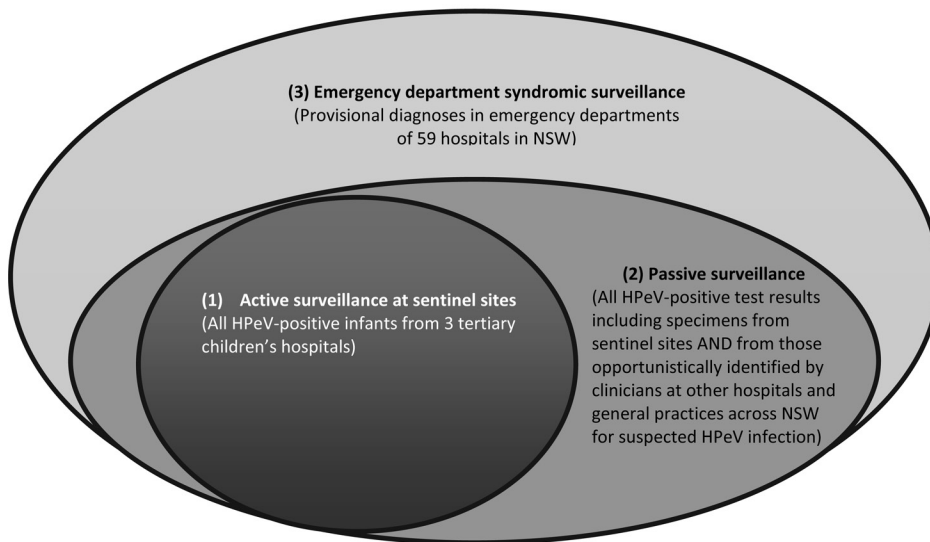 (3) Emergency department syndromic surveillance
(Provisional diagnoses in emergency departments
of 59 hospitals in NSW)
(1) Active surveillance at sentinel sites
(All HPeV-positive infants from 3 tertiary
children's hospitals)
(2) Passive surveillance
(All HPeV-positive test results
including specimens from
sentinel sites AND from those
opportunistically identified by
clinicians at other hospitals and
general practices across NSW
for suspected HPeV infection)